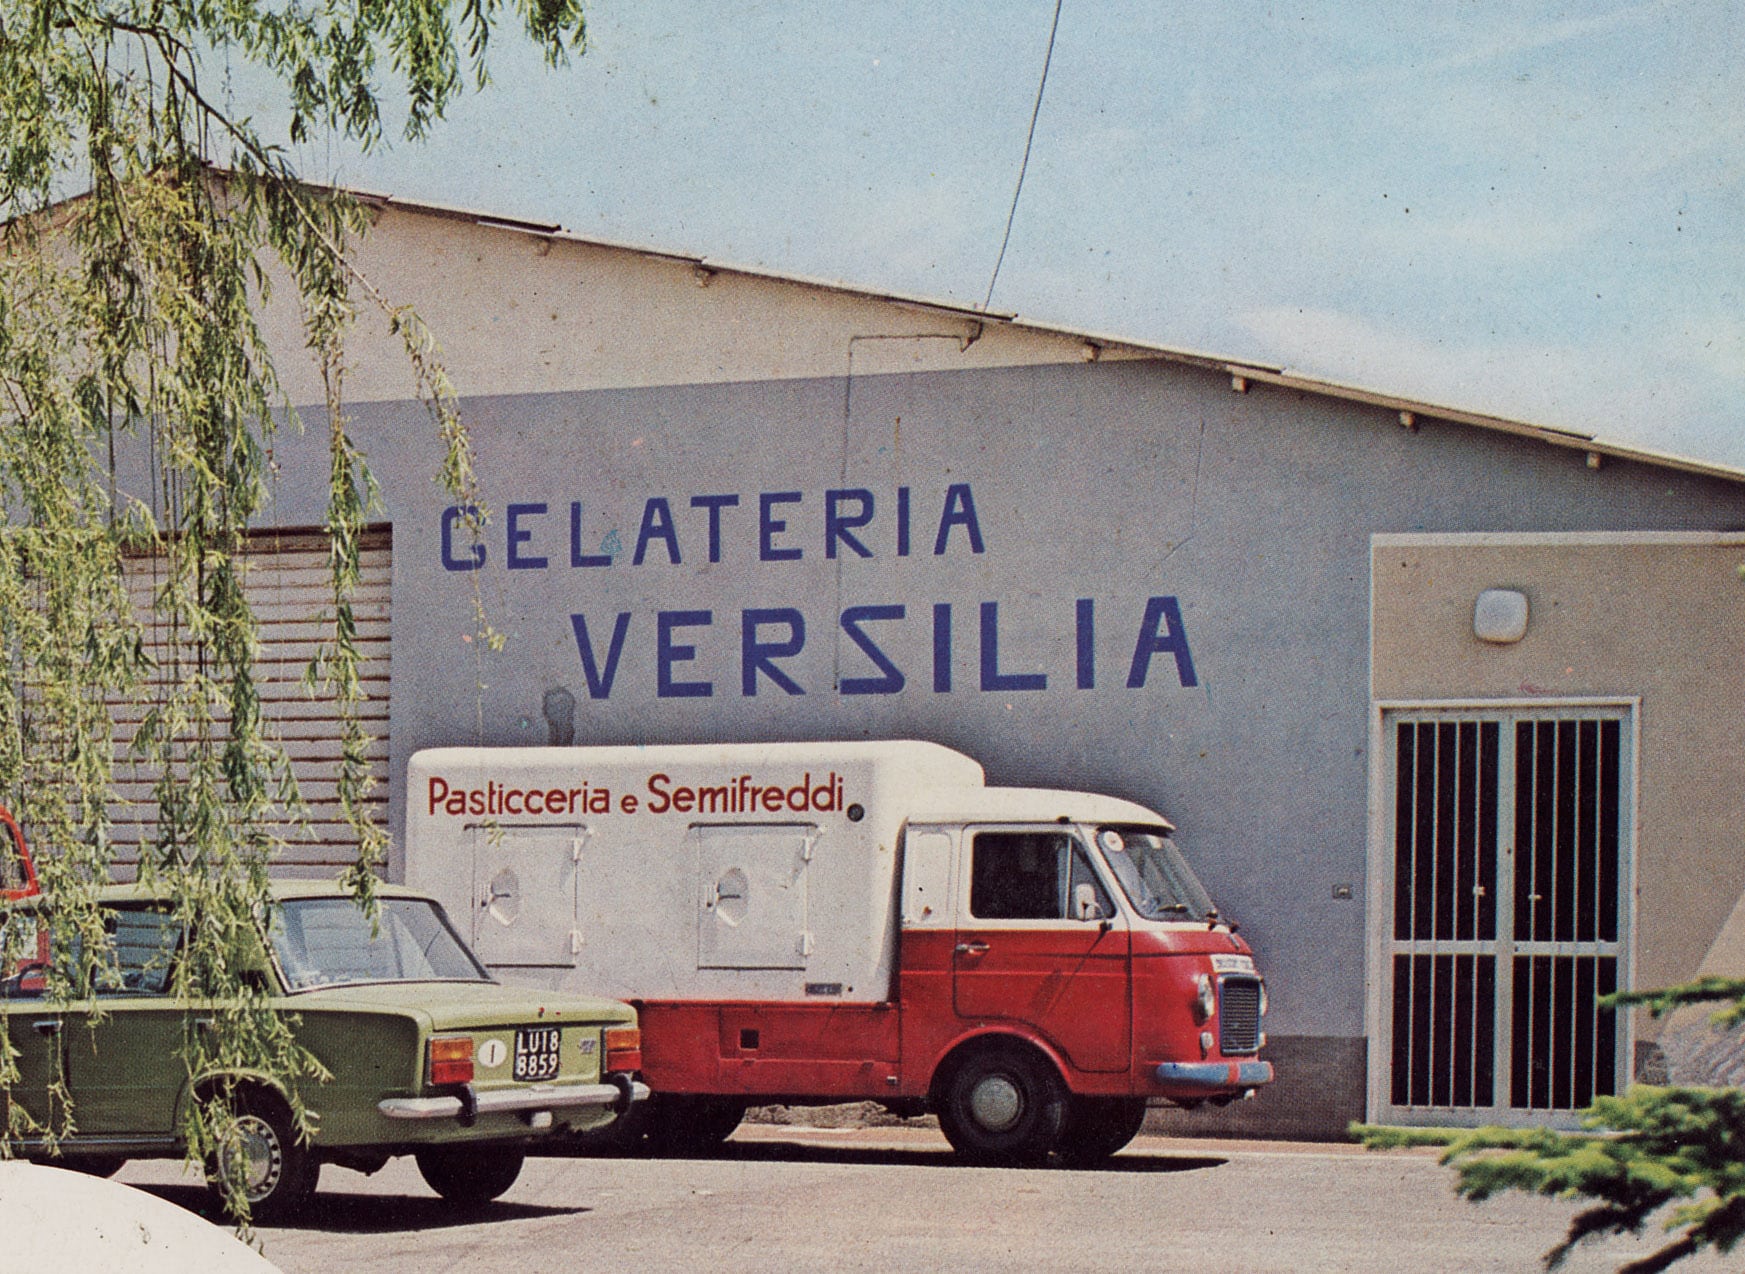 GELATERIA
VERSILIA
Pasticceria e Semifreddi
LU18
8859
I